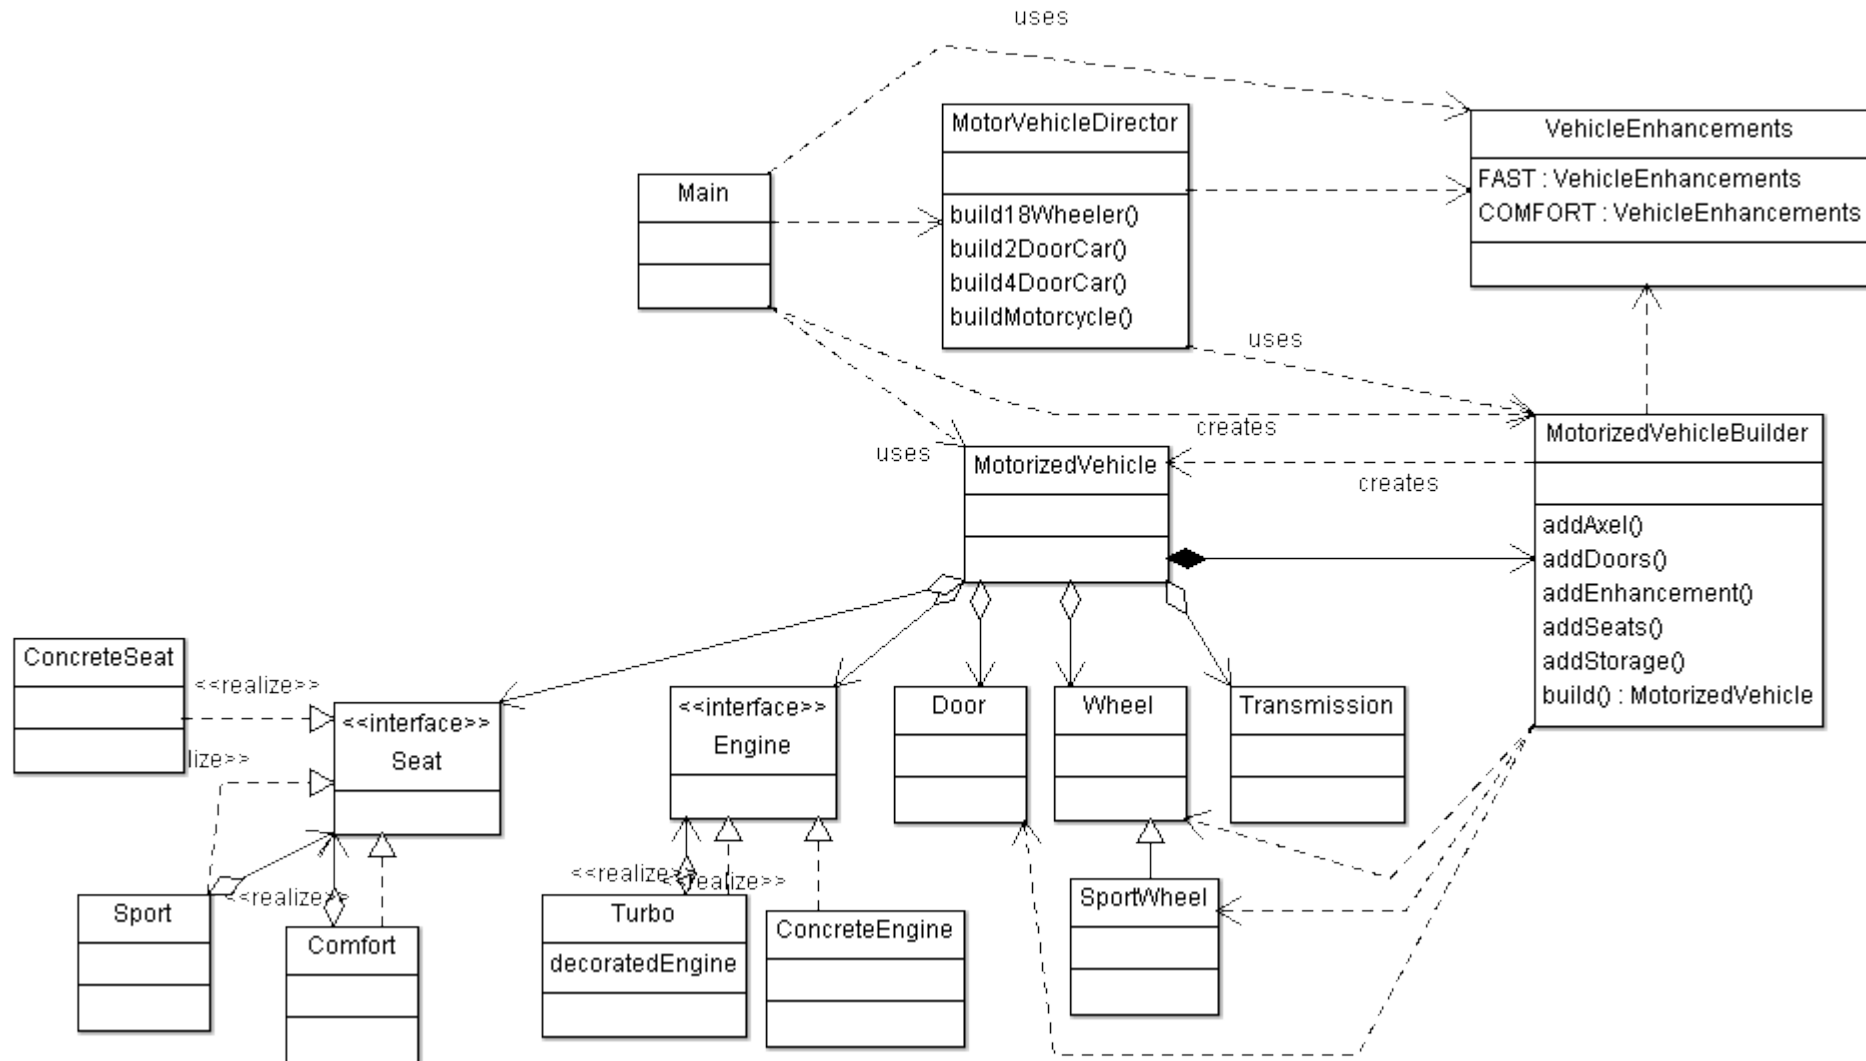 uses
MotorVehicleDirector
build18Wheeler()
build2DoorCar()
build4DoorCar()
buildMotorcycle()
VehicleEnhancements
FAST : VehicleEnhancements
COMFORT : VehicleEnhancements
Main
uses
creates
uses
MotorizedVehicle
creates
MotorizedVehicleBuilder
addAxel()
addDoors()
addEnhancement()
addSeats()
addStorage()
build() : MotorizedVehicle
ConcreteSeat
<<realize>>
<<interface>>
Seat
lize>>
<<interface>>
Engine
Door
Wheel
Transmission
Sport
<<realize>>
Comfort
<<realize>>
<<realize>>
Turbo
decoratedEngine
ConcreteEngine
SportWheel